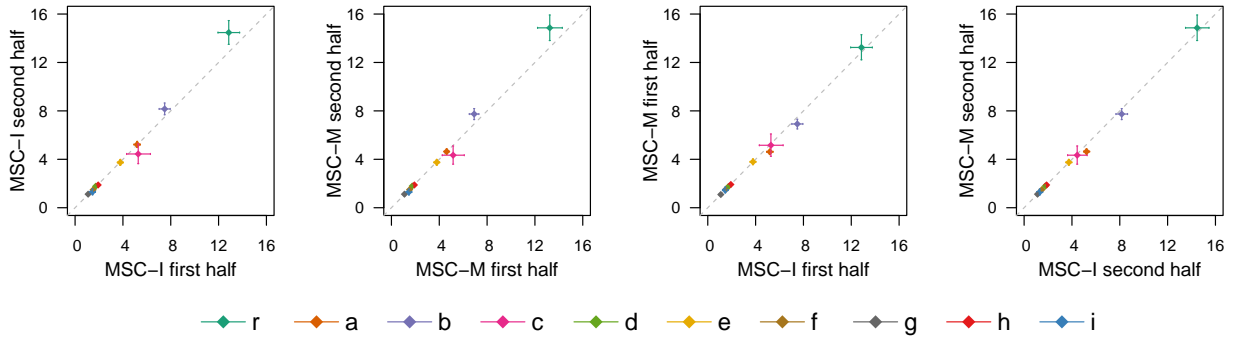 MSC−I second half
16
12
8
4
0
0 4 8 12 16
MSC−I first half
MSC−M second half
16
12
8
4
0
0 4 8 12 16
MSC−M first half
MSC−M first half
16
12
8
4
0
0 4 8 12 16
MSC−I first half
MSC−M second half
16
12
8
4
0
0 4 8 12 16
MSC−I second half
r a b c d e f g h i